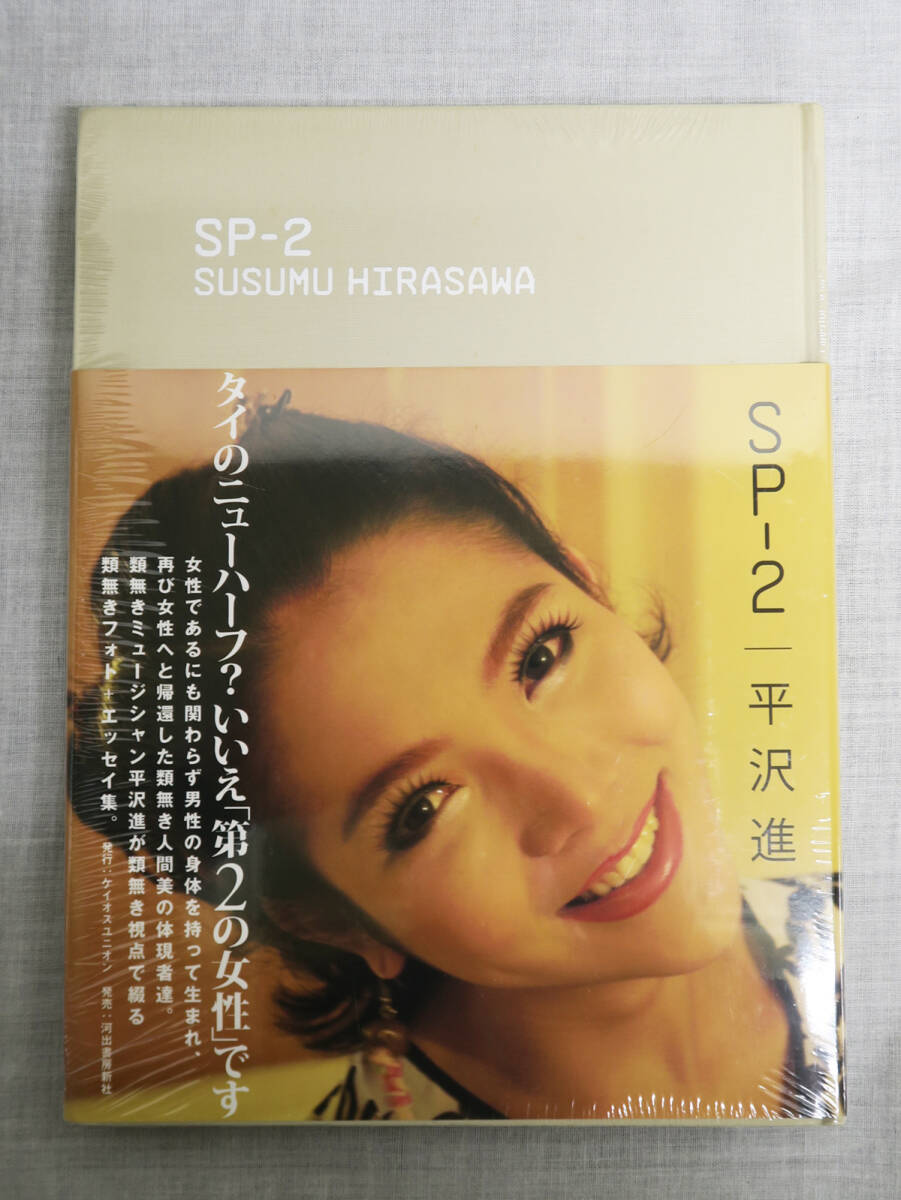 SP-2
SUSUMU HIRASAWA
SP-2｜平沢進
タイのニューハーフ？いいえ「第2の女性」です
女性であるにも関わらず男性の身体を持って生まれ、
再び女性へと帰還した類無き人間美の体現者達。
類無きミュージシャン平沢進が類無き視点で綴る
類無きフォト+エッセイ集。 発行：ケイオスユニオン 発売：河出書房新社